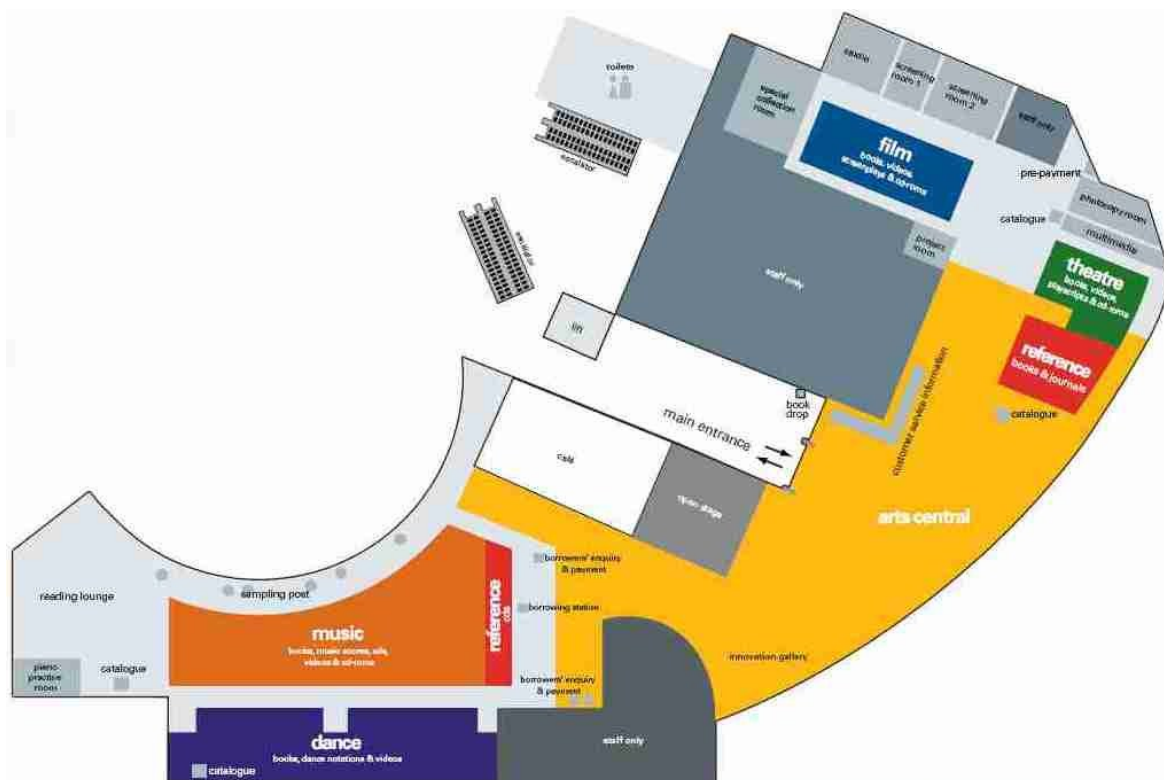 toilets
escalator
escalator
lift
special
collection
room
studio
screening
room 1
screening
room 2
staff only
film
books, videos,
screenplays & cd-roms
pre-payment
photocopy room
catalogue
multimedia
project
room
theatre
books, videos,
playscripts & cd-roms
reference
books & journals
catalogue
staff only
customer service information
book
drop
main entrance
café
open stage
arts central
borrowers' enquiry
& payment
borrowing station
reading lounge
sampling post
music
books, music scores, cds,
videos & cd-roms
reference
cds
piano
practice
room
catalogue
borrowers' enquiry
& payment
innovation gallery
dance
books, dance notations & videos
catalogue
staff only